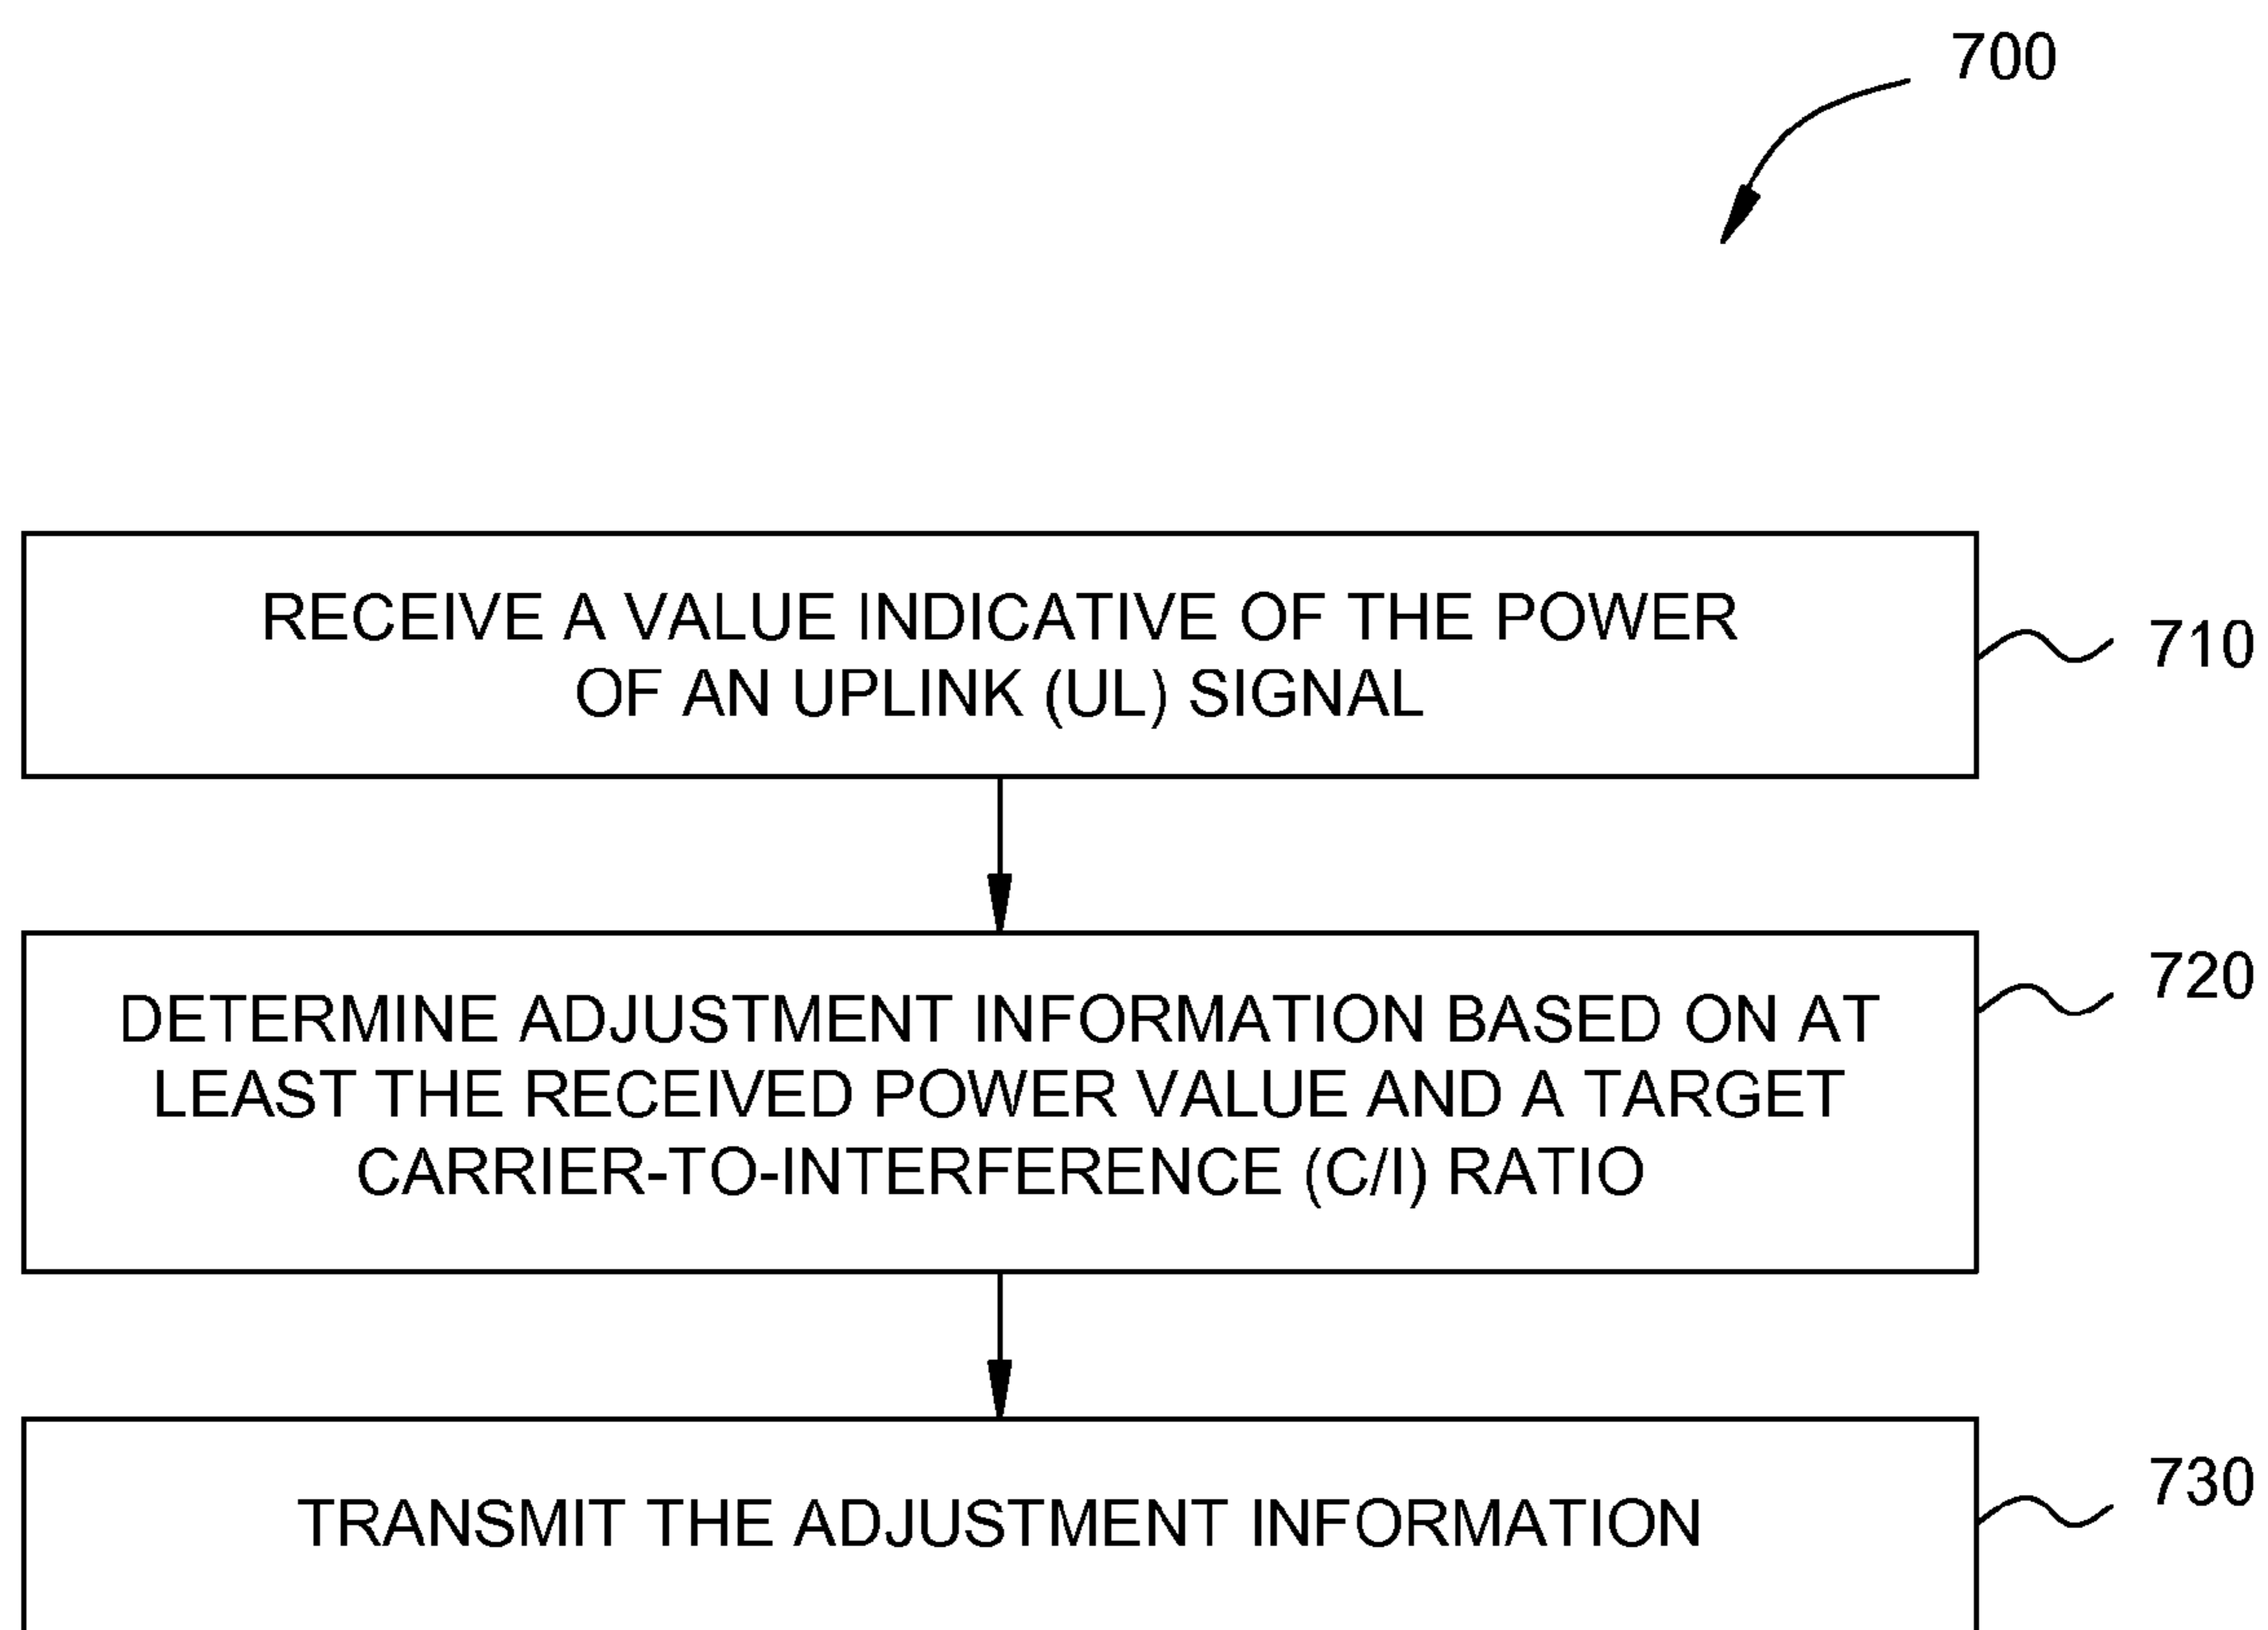 700
RECEIVE A VALUE INDICATIVE OF THE POWER
OF AN UPLINK (UL) SIGNAL
710
DETERMINE ADJUSTMENT INFORMATION BASED ON AT
LEAST THE RECEIVED POWER VALUE AND A TARGET
CARRIER-TO-INTERFERENCE (C/I) RATIO
720
TRANSMIT THE ADJUSTMENT INFORMATION
730